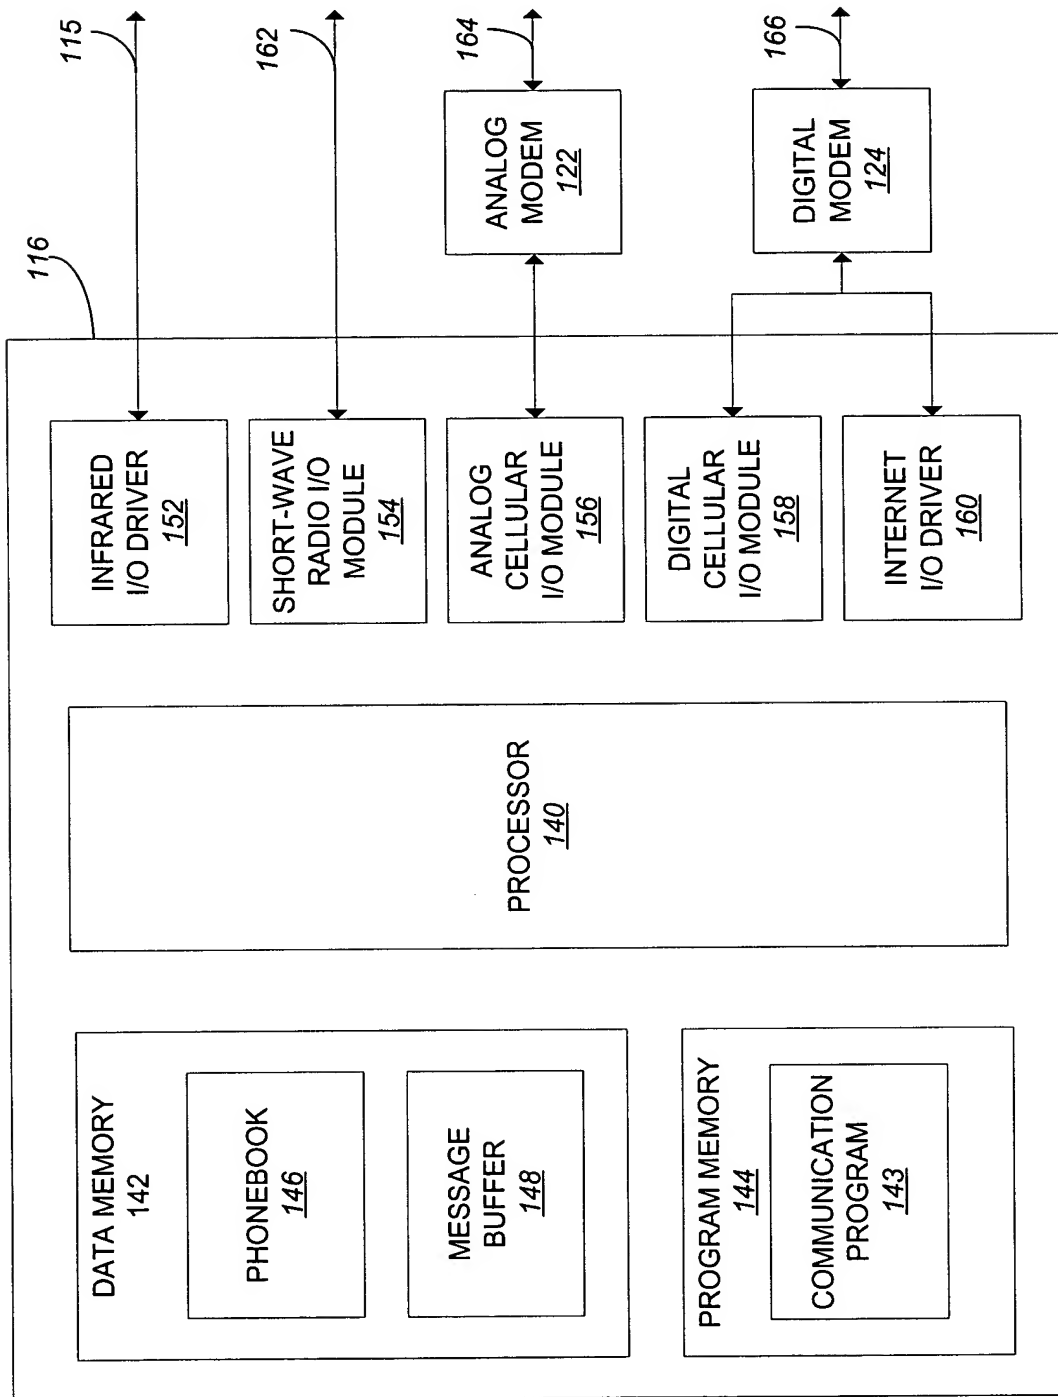 DATA MEMORY
142
PHONEBOOK
146
MESSAGE
BUFFER
148
PROGRAM MEMORY
144
COMMUNICATION
PROGRAM
143
PROCESSOR
140
INFRARED
I/O DRIVER
152
SHORT-WAVE
RADIO I/O
MODULE
154
ANALOG
CELLULAR
I/O MODULE
156
DIGITAL
CELLULAR
I/O MODULE
158
INTERNET
I/O DRIVER
160
116
ANALOG
MODEM
122
DIGITAL
MODEM
124
115
162
164
166